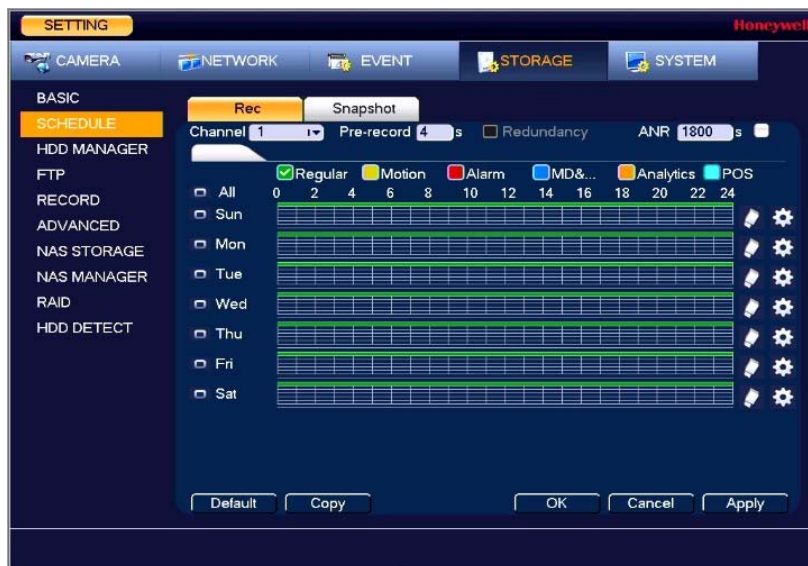 SETTING
Honeywell
CAMERA NETWORK EVENT STORAGE SYSTEM
BASIC
SCHEDULE
HDD MANAGER
FTP
RECORD
ADVANCED
NAS STORAGE
NAS MANAGER
RAID
HDD DETECT
Rec Snapshot
Channel 1 Pre-record 4 s Redundancy ANR 1800 s
Regular Motion Alarm MD&... Analytics POS
All 0 2 4 6 8 10 12 14 16 18 20 22 24
Sun
Mon
Tue
Wed
Thu
Fri
Sat
Default Copy OK Cancel Apply